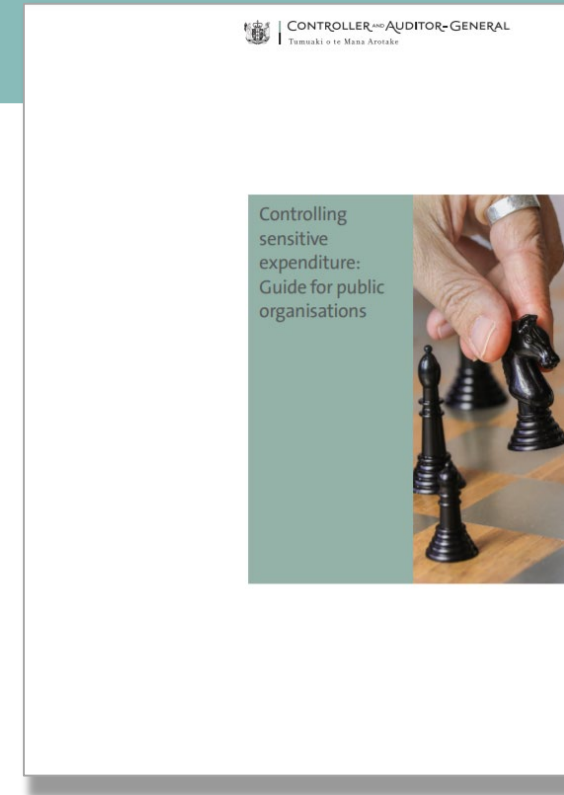 CONTROLLER AND AUDITOR-GENERAL
Tumuaki o te Mana Arotake
Controlling
sensitive
expenditure:
Guide for public
organisations